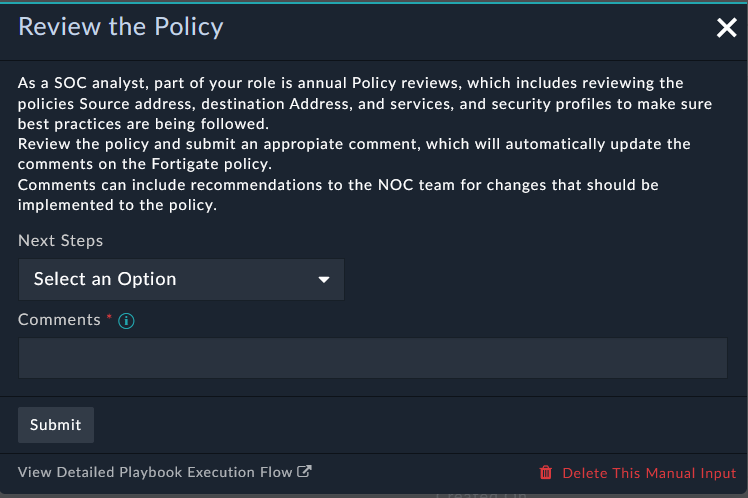 Review the Policy
As a SOC analyst, part of your role is annual Policy reviews, which includes reviewing the
policies Source address, destination Address, and services, and security profiles to make sure
best practices are being followed.
Review the policy and submit an appropiate comment, which will automatically update the
comments on the Fortigate policy.
Comments can include recommendations to the NOC team for changes that should be
implemented to the policy.
Next Steps
Select an Option
Comments *
Submit
View Detailed Playbook Execution Flow
Delete This Manual Input
Created On